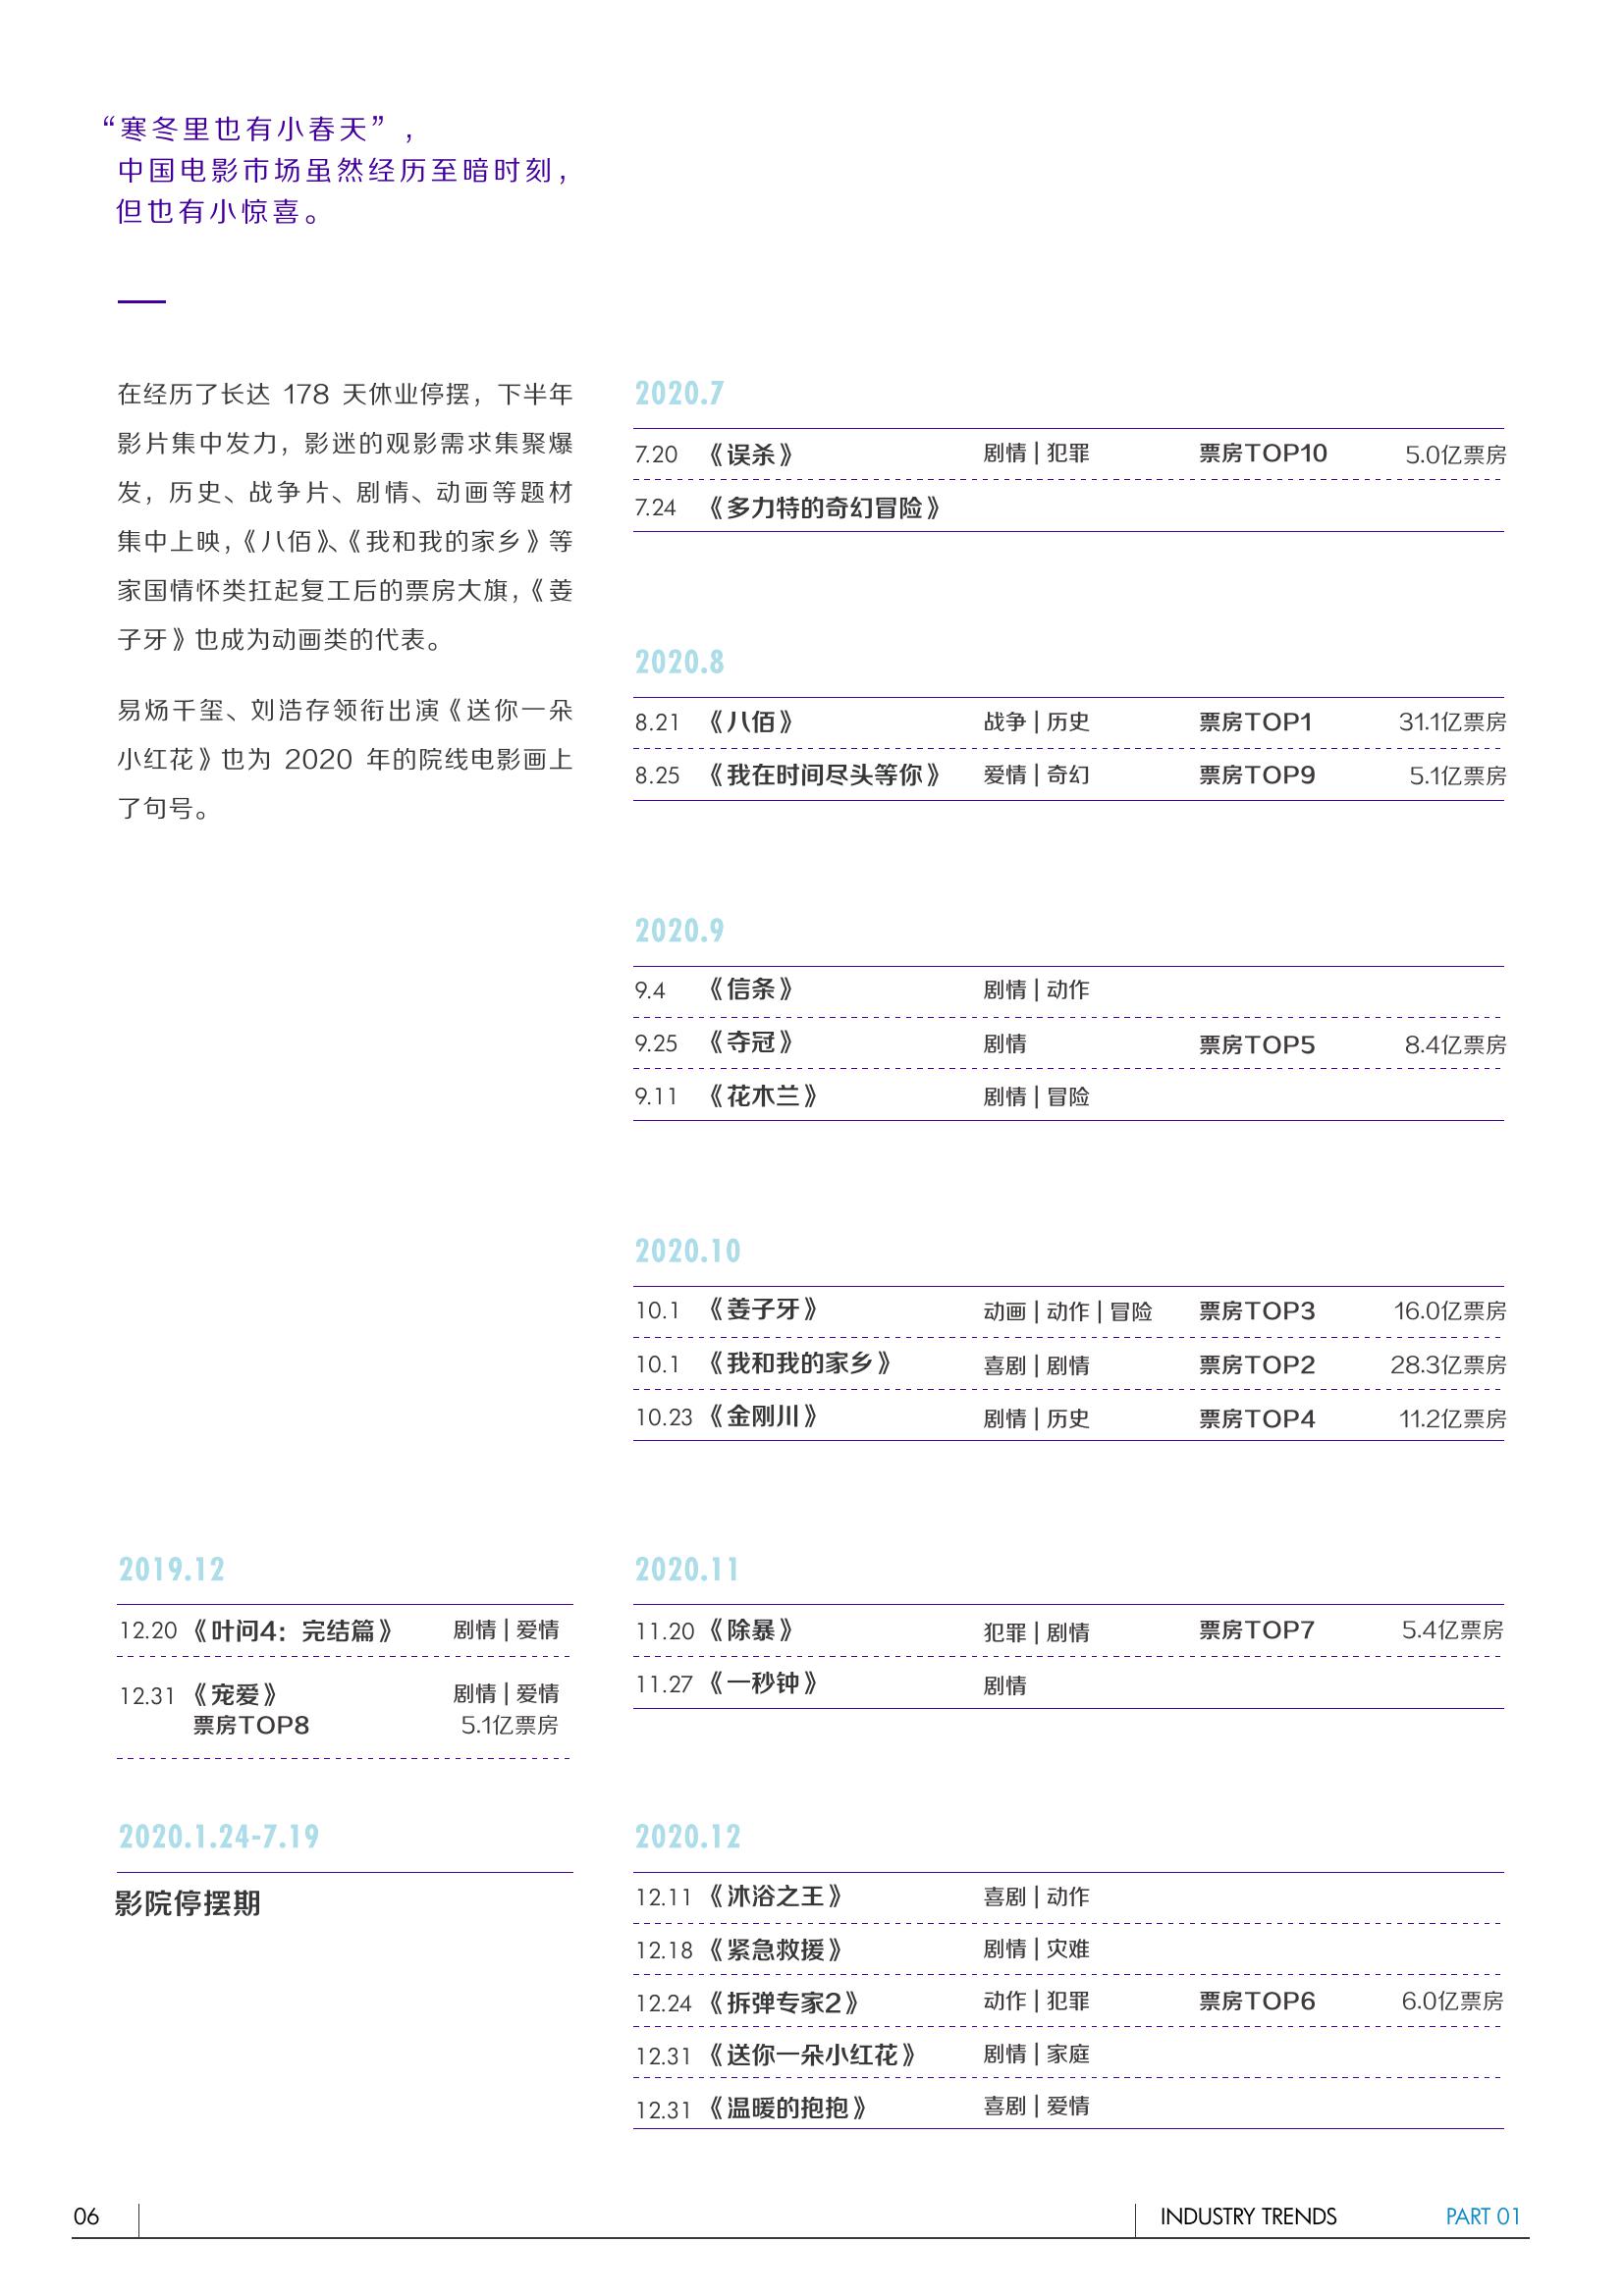 “寒冬里也有小春天”，
中国电影市场虽然经历至暗时刻，
但也有小惊喜。
在经历了长达 178 天休业停摆，下半年
影片集中发力，影迷的观影需求集聚爆
发，历史、战争片、剧情、动画等题材
集中上映，《八佰》、《我和我的家乡》等
家国情怀类扛起复工后的票房大旗，《姜
子牙》也成为动画类的代表。
易炀千玺、刘浩存领衔出演《送你一朵
小红花》也为 2020 年的院线电影画上
了句号。
2019.12
12.20 《叶问4：完结篇》 剧情 | 爱情
12.31 《宠爱》 剧情 | 爱情
票房TOP8 5.1亿票房
2020.1.24-7.19
影院停摆期
2020.7
7.20 《误杀》 剧情 | 犯罪 票房TOP10 5.0亿票房
7.24 《多力特的奇幻冒险》
2020.8
8.21 《八佰》 战争 | 历史 票房TOP1 31.1亿票房
8.25 《我在时间尽头等你》 爱情 | 奇幻 票房TOP9 5.1亿票房
2020.9
9.4 《信条》 剧情 | 动作
9.25 《夺冠》 剧情 票房TOP5 8.4亿票房
9.11 《花木兰》 剧情 | 冒险
2020.10
10.1 《姜子牙》 动画 | 动作 | 冒险 票房TOP3 16.0亿票房
10.1 《我和我的家乡》 喜剧 | 剧情 票房TOP2 28.3亿票房
10.23 《金刚川》 剧情 | 历史 票房TOP4 11.2亿票房
2020.11
11.20 《除暴》 犯罪 | 剧情 票房TOP7 5.4亿票房
11.27 《一秒钟》 剧情
2020.12
12.11 《沐浴之王》 喜剧 | 动作
12.18 《紧急救援》 剧情 | 灾难
12.24 《拆弹专家2》 动作 | 犯罪 票房TOP6 6.0亿票房
12.31 《送你一朵小红花》 剧情 | 家庭
12.31 《温暖的抱抱》 喜剧 | 爱情
06 INDUSTRY TRENDS PART 01